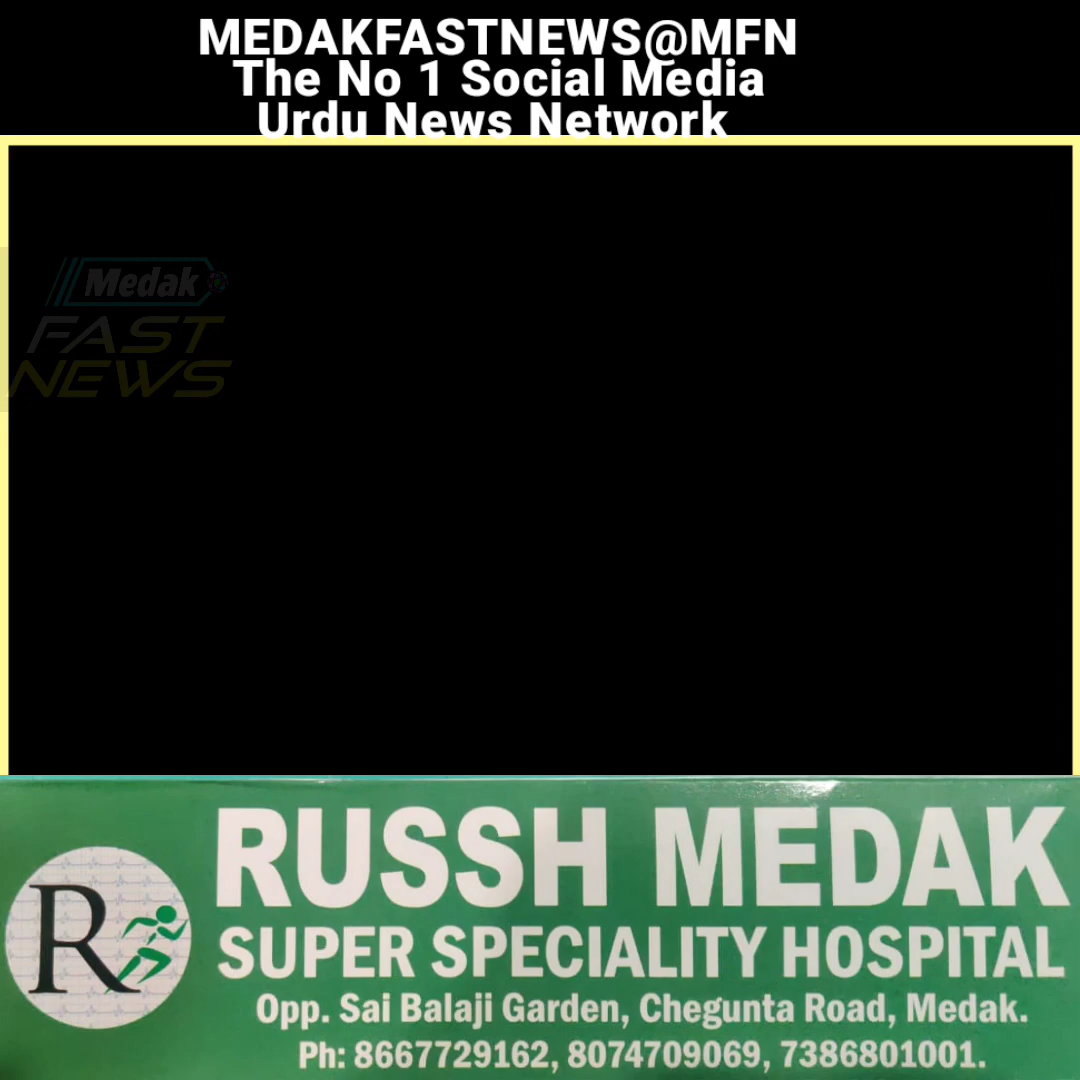 MEDAKFASTNEWS@MFN
The No 1 Social Media
Urdu News Network
Medak
FAST
NEWS
RUSSH MEDAK
R
SUPER SPECIALITY HOSPITAL
Opp. Sai Balaji Garden, Chegunta Road, Medak.
Ph: 8667729162, 8074709069, 7386801001.